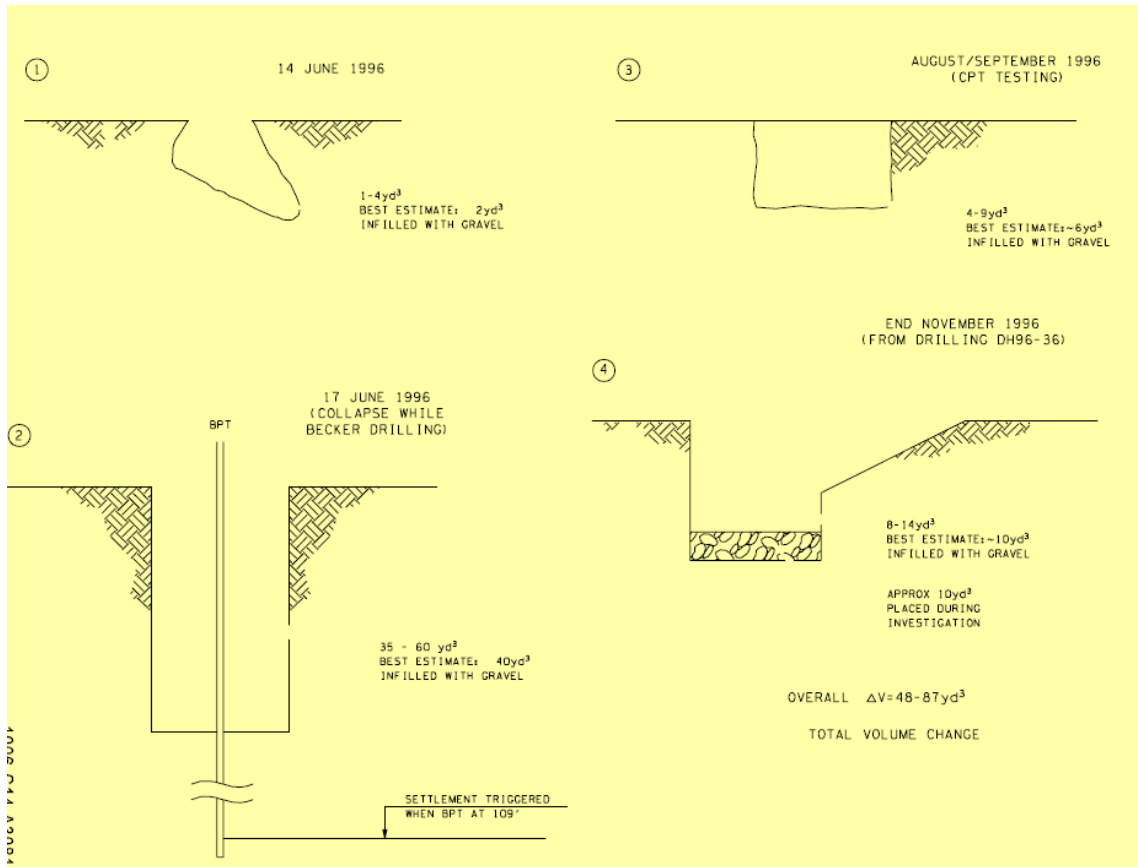 1
14 JUNE 1996
1-4yd³
BEST ESTIMATE: 2yd³
INFILLED WITH GRAVEL
2
17 JUNE 1996
(COLLAPSE WHILE
BECKER DRILLING)
BPT
35 - 60 yd³
BEST ESTIMATE: 40yd³
INFILLED WITH GRAVEL
SETTLEMENT TRIGGERED
WHEN BPT AT 109'
3
AUGUST/SEPTEMBER 1996
(CPT TESTING)
4-9yd³
BEST ESTIMATE:~6yd³
INFILLED WITH GRAVEL
4
END NOVEMBER 1996
(FROM DRILLING DH96-36)
8-14yd³
BEST ESTIMATE:~10yd³
INFILLED WITH GRAVEL
APPROX 10yd³
PLACED DURING
INVESTIGATION
OVERALL ΔV=48-87yd³
TOTAL VOLUME CHANGE